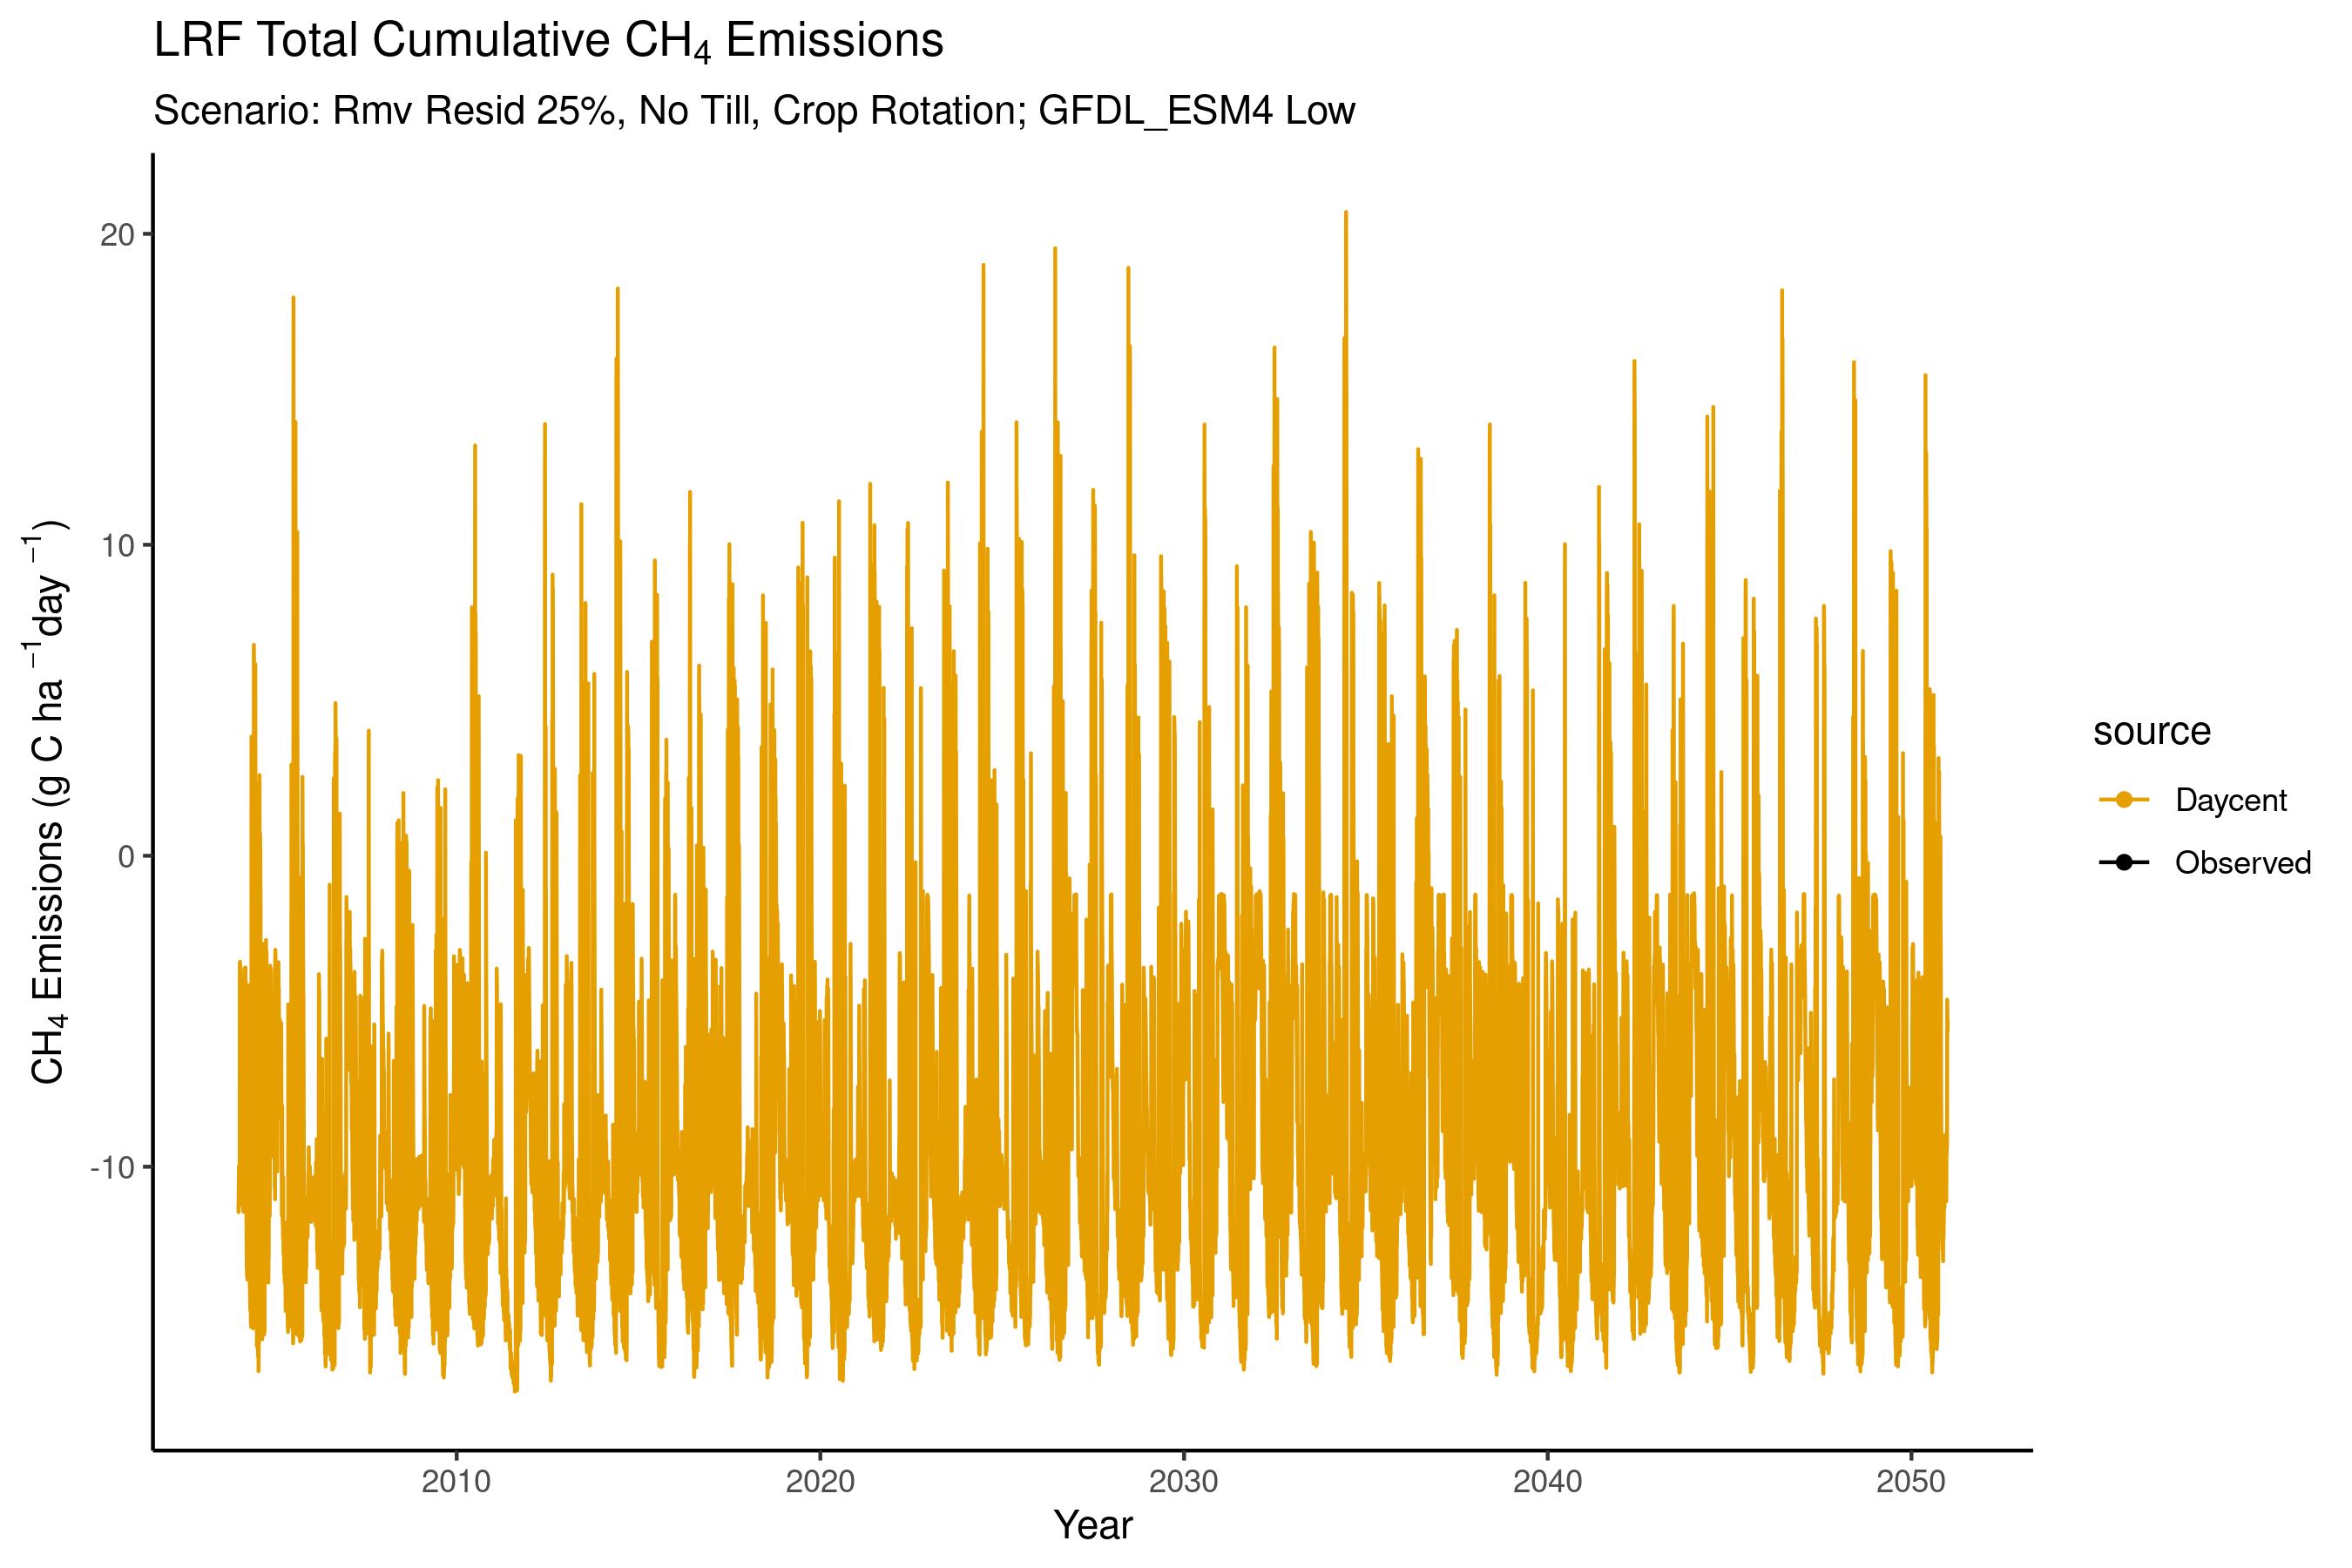 LRF Total Cumulative CH₄ Emissions
Scenario: Rmv Resid 25%, No Till, Crop Rotation; GFDL_ESM4 Low
CH₄ Emissions (g C ha ⁻¹day ⁻¹)
20
10
0
-10
2010 2020 2030 2040 2050
Year
source
Daycent
Observed